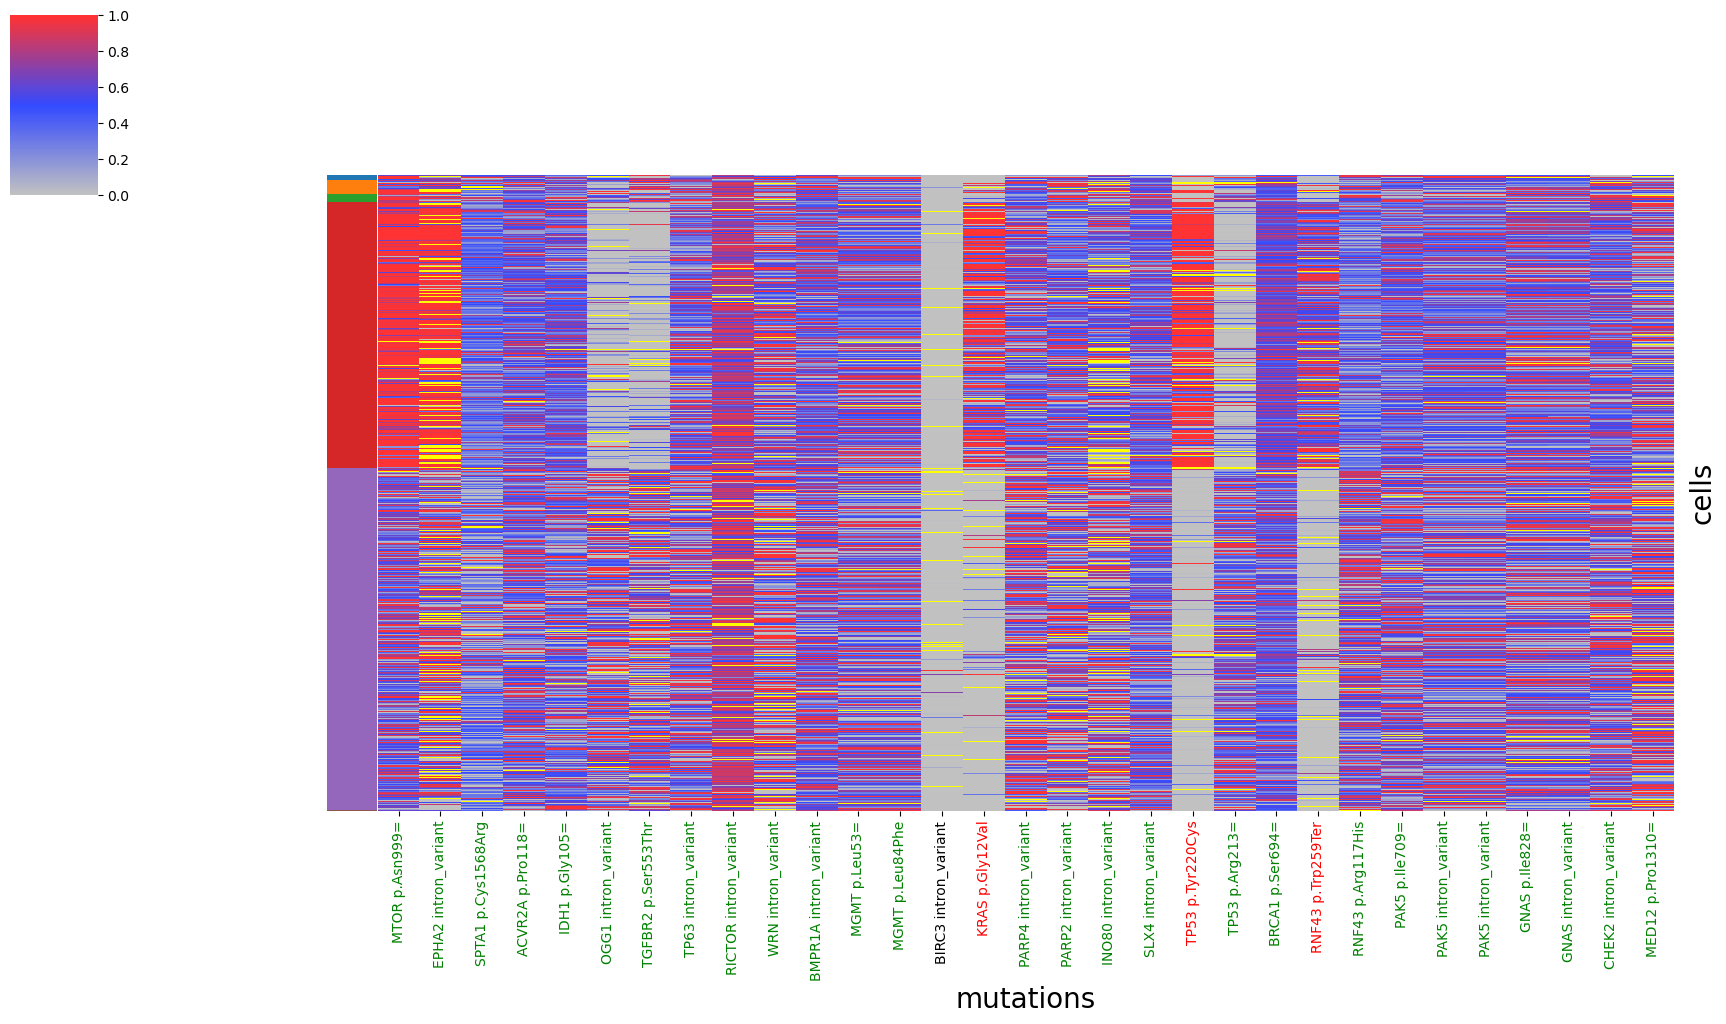 1.0
0.8
0.6
0.4
0.2
0.0
cells
MTOR p.Asn999=
EPHA2 intron_variant
SPTA1 p.Cys1568Arg
ACVR2A p.Pro118=
IDH1 p.Gly105=
OGG1 intron_variant
TGFBR2 p.Ser553Thr
TP63 intron_variant
RICTOR intron_variant
WRN intron_variant
BMPR1A intron_variant
MGMT p.Leu53=
MGMT p.Leu84Phe
BIRC3 intron_variant
KRAS p.Gly12Val
PARP4 intron_variant
PARP2 intron_variant
INO80 intron_variant
SLX4 intron_variant
TP53 p.Tyr220Cys
TP53 p.Arg213=
BRCA1 p.Ser694=
RNF43 p.Trp259Ter
RNF43 p.Arg117His
PAK5 p.Ile709=
PAK5 intron_variant
PAK5 intron_variant
GNAS p.Ile828=
GNAS intron_variant
CHEK2 intron_variant
MED12 p.Pro1310=
mutations